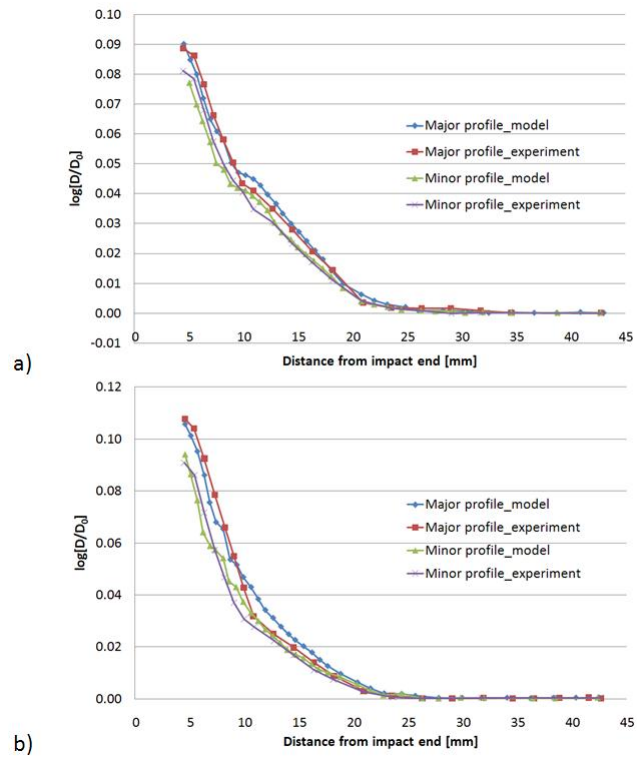 0.10
0.09
0.08
0.07
0.06
0.05
0.04
0.03
0.02
0.01
0.00
-0.01
log[D/D0]
Major profile_model
Major profile_experiment
Minor profile_model
Minor profile_experiment
0 5 10 15 20 25 30 35 40 45
Distance from impact end [mm]
a)
0.12
0.10
0.08
0.06
0.04
0.02
0.00
log[D/D0]
Major profile_model
Major profile_experiment
Minor profile_model
Minor profile_experiment
0 5 10 15 20 25 30 35 40 45
Distance from impact end [mm]
b)